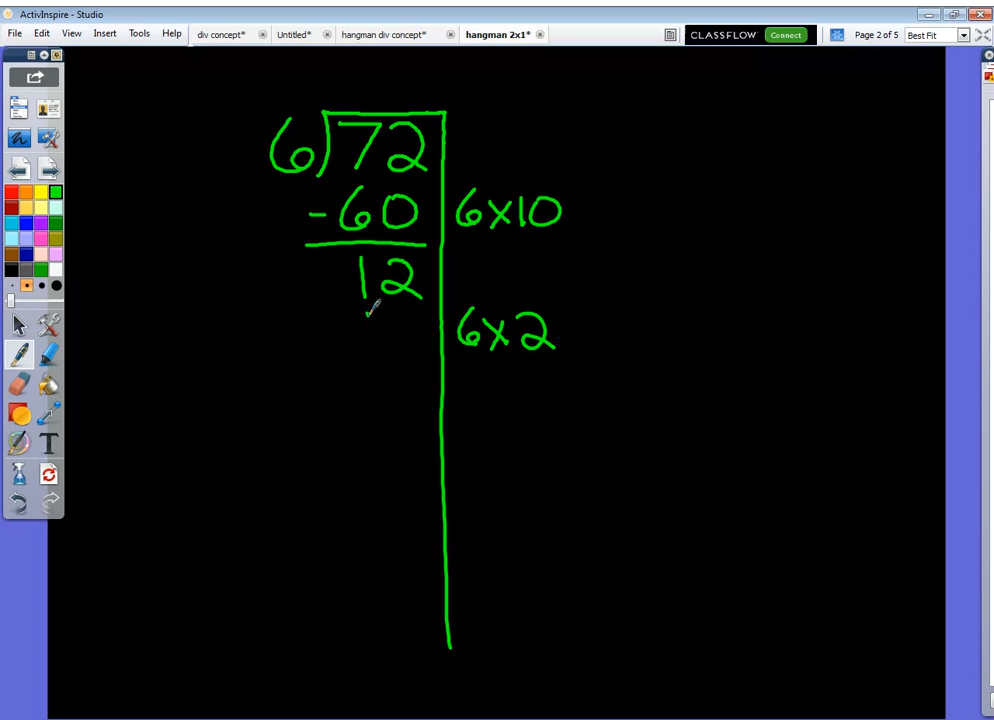 ActivInspire - Studio
File Edit View Insert Tools Help
div concept* Untitled* hangman div concept* hangman 2x1*
CLASSFLOW Connect
Page 2 of 5 Best Fit
6)72
-60 6x10
12
6x2
T